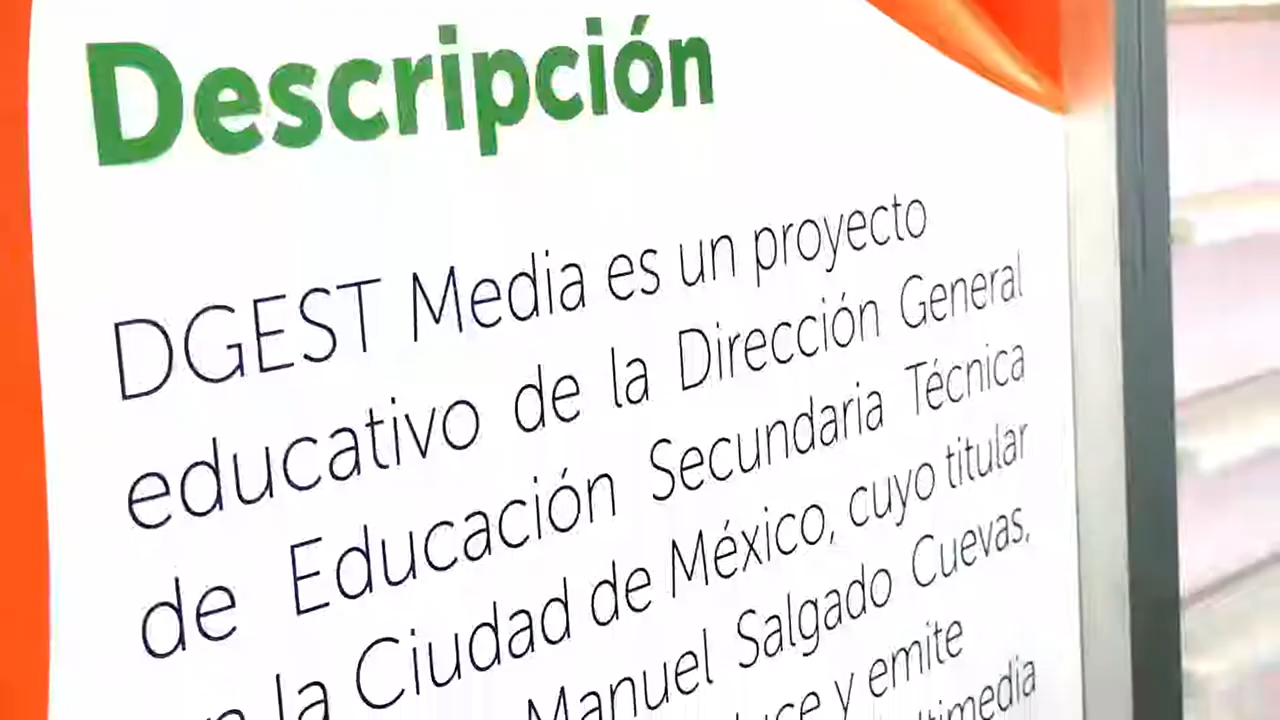 Descripción
DGEST Media es un proyecto
educativo de la Dirección General
de Educación Secundaria Técnica
la Ciudad de México, cuyo titular
Manuel Salgado Cuevas,
y emite